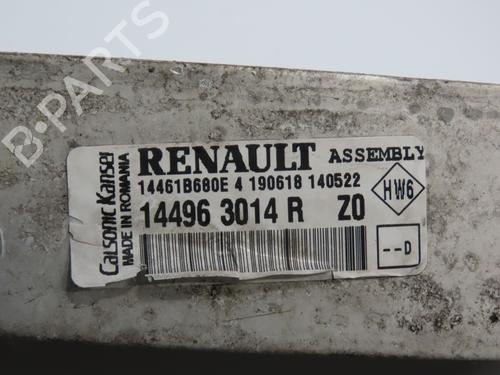 B-PARTS
Calsonic Kansei
MADE IN ROMANIA
RENAULT ASSEMBLY
14461B680E 4 190618 140522
14496 3014 R Z0
HW6
--D